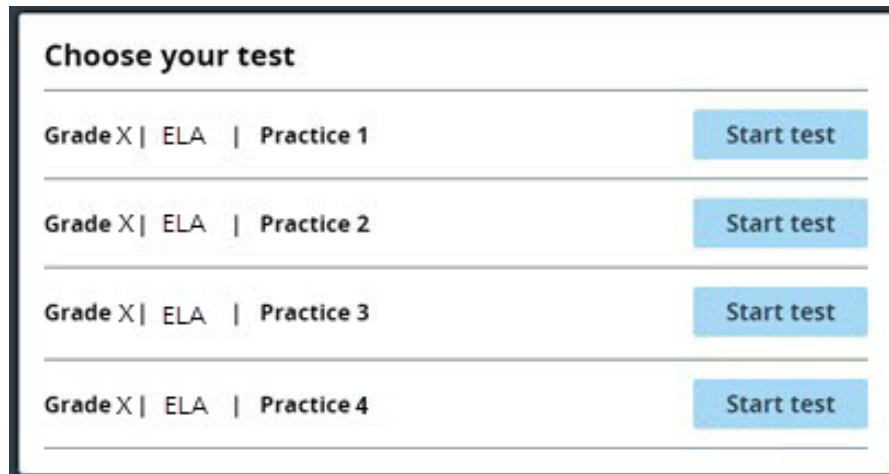 Choose your test
Grade X | ELA | Practice 1 Start test
Grade X | ELA | Practice 2 Start test
Grade X | ELA | Practice 3 Start test
Grade X | ELA | Practice 4 Start test